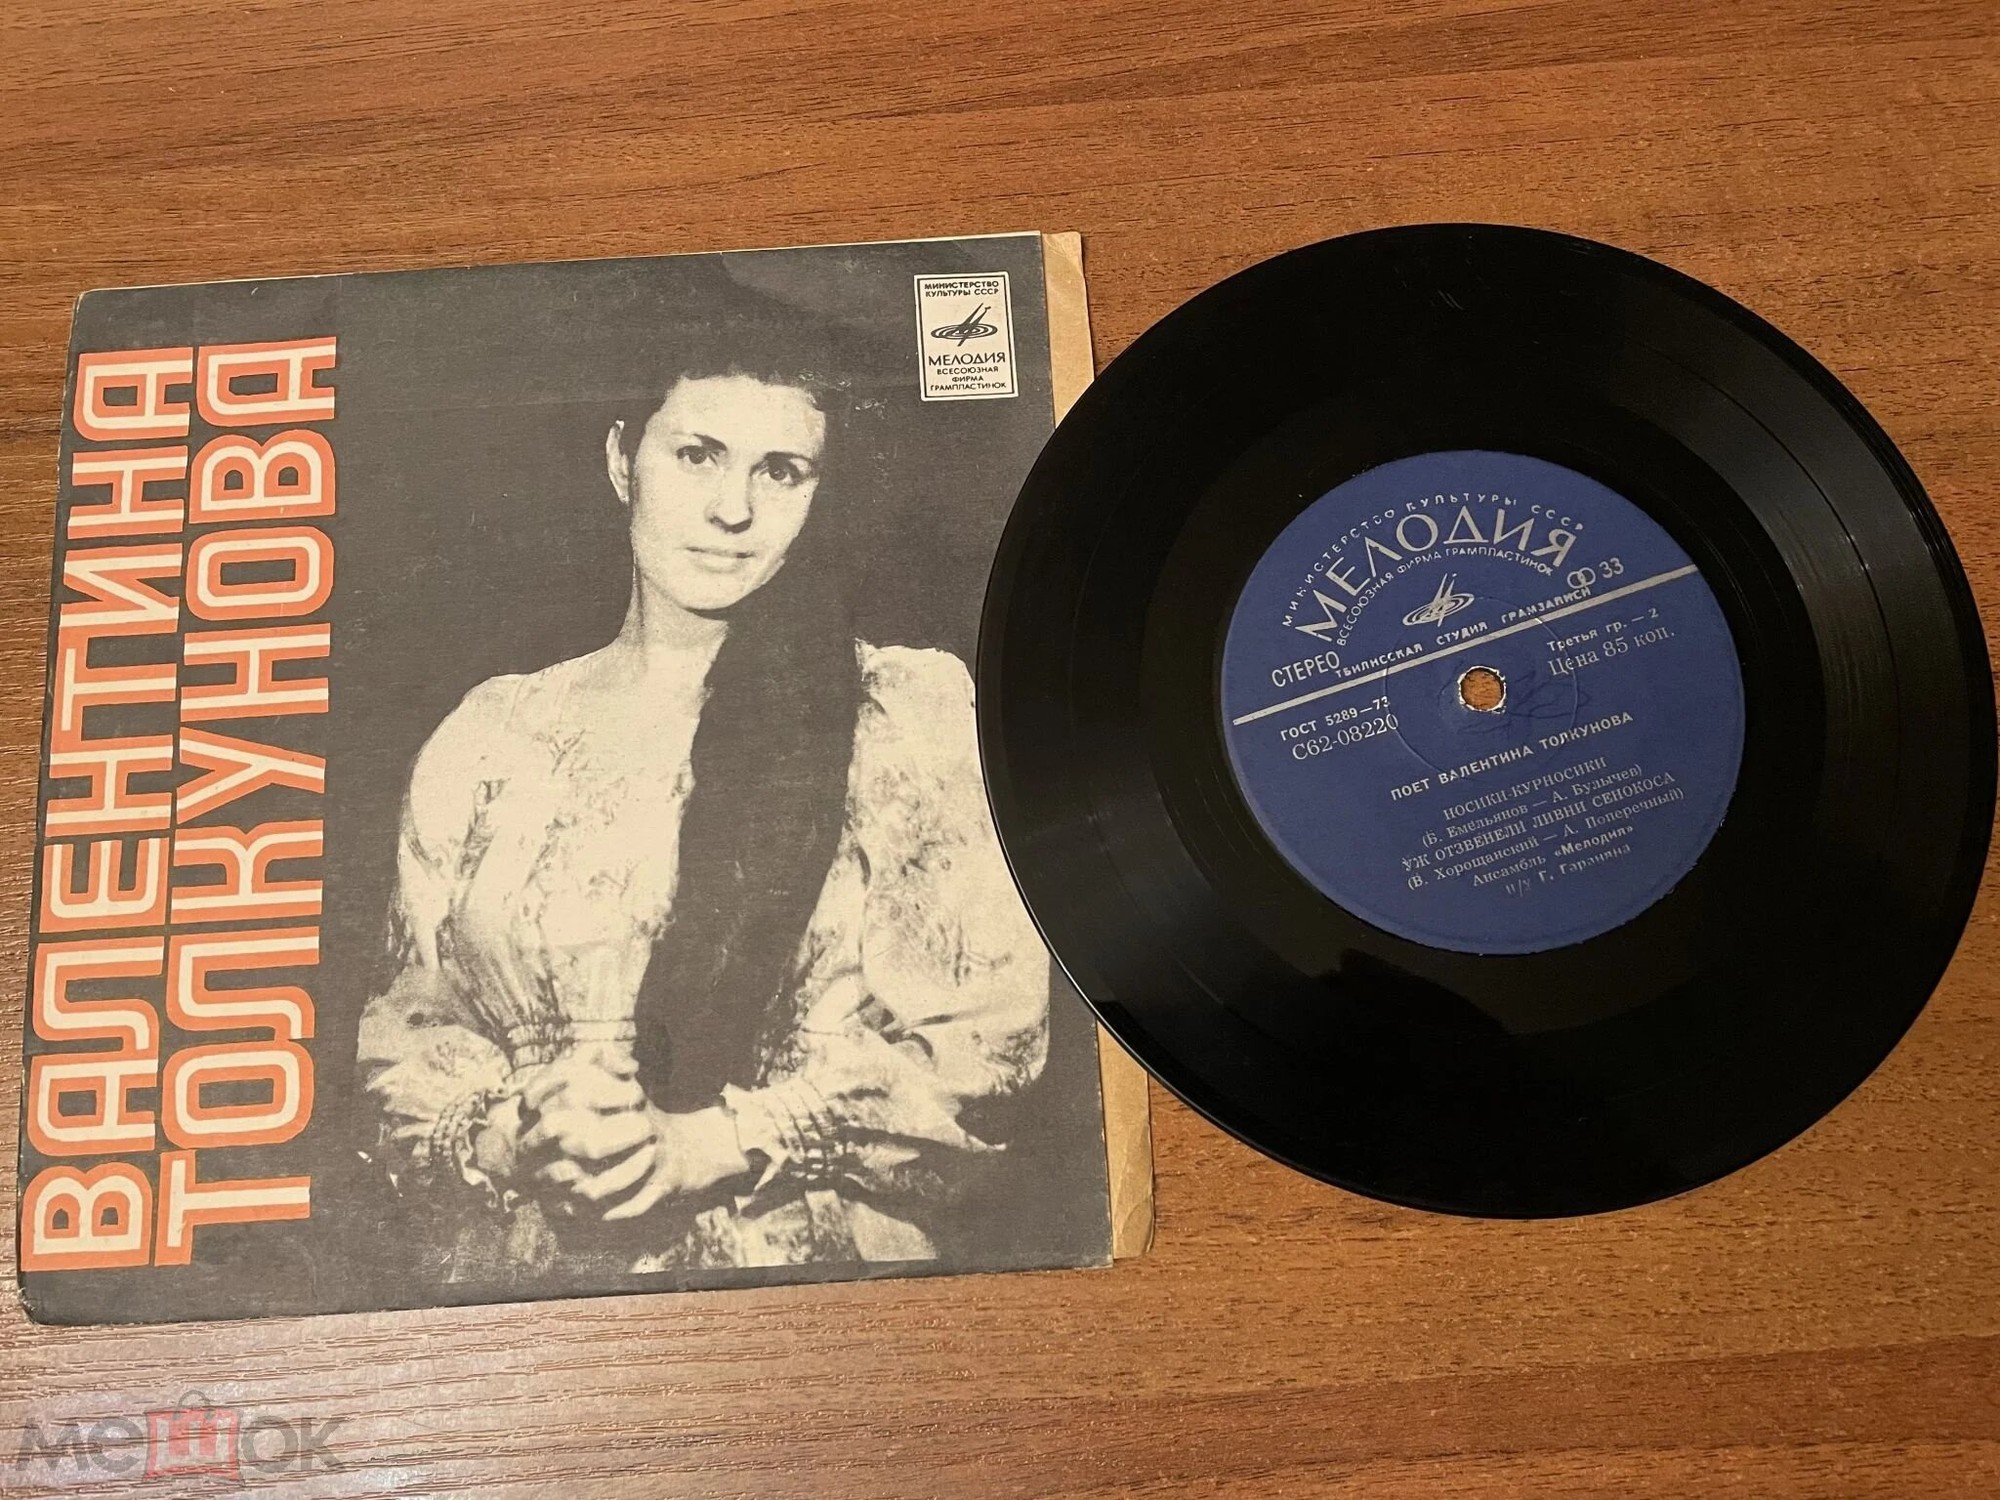 ВАЛЕНТИНА
ТОЛКУНОВА
МИНИСТЕРСТВО
КУЛЬТУРЫ СССР
МЕЛОДИЯ
ВСЕСОЮЗНАЯ
ФИРМА
ГРАМПЛАСТИНОК
МИНИСТЕРСТВО КУЛЬТУРЫ СССР
МЕЛОДИЯ
ВСЕСОЮЗНАЯ ФИРМА ГРАМПЛАСТИНОК
33
СТЕРЕО
ТБИЛИССКАЯ СТУДИЯ ГРАМЗАПИСИ
ГОСТ 5289—73
С62-08220
Третья гр. — 2
Цена 85 коп.
ПОЕТ ВАЛЕНТИНА ТОЛКУНОВА
НОСИКИ-КУРНОСИКИ
(Б. Емельянов — А. Булычев)
УЖ ОТЗВЕНЕЛИ ЛИВНИ СЕНОКОСА
(В. Хорощанский — А. Поперечный)
Ансамбль «Мелодия»
п/у Г. Гараняна
мешок